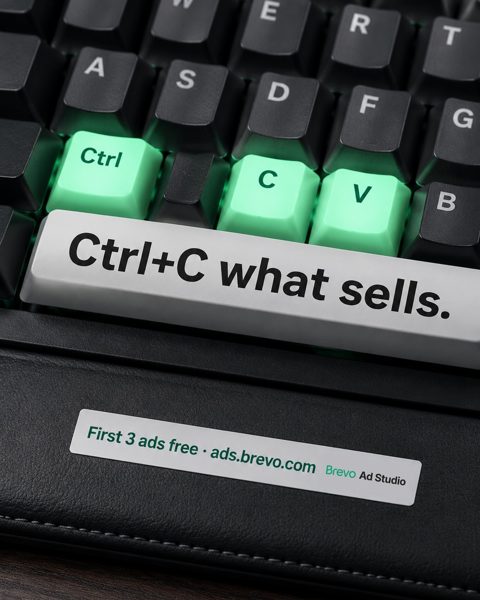 W E R T
A S D F G
Ctrl C V B
Ctrl+C what sells.
First 3 ads free · ads.brevo.com Brevo Ad Studio